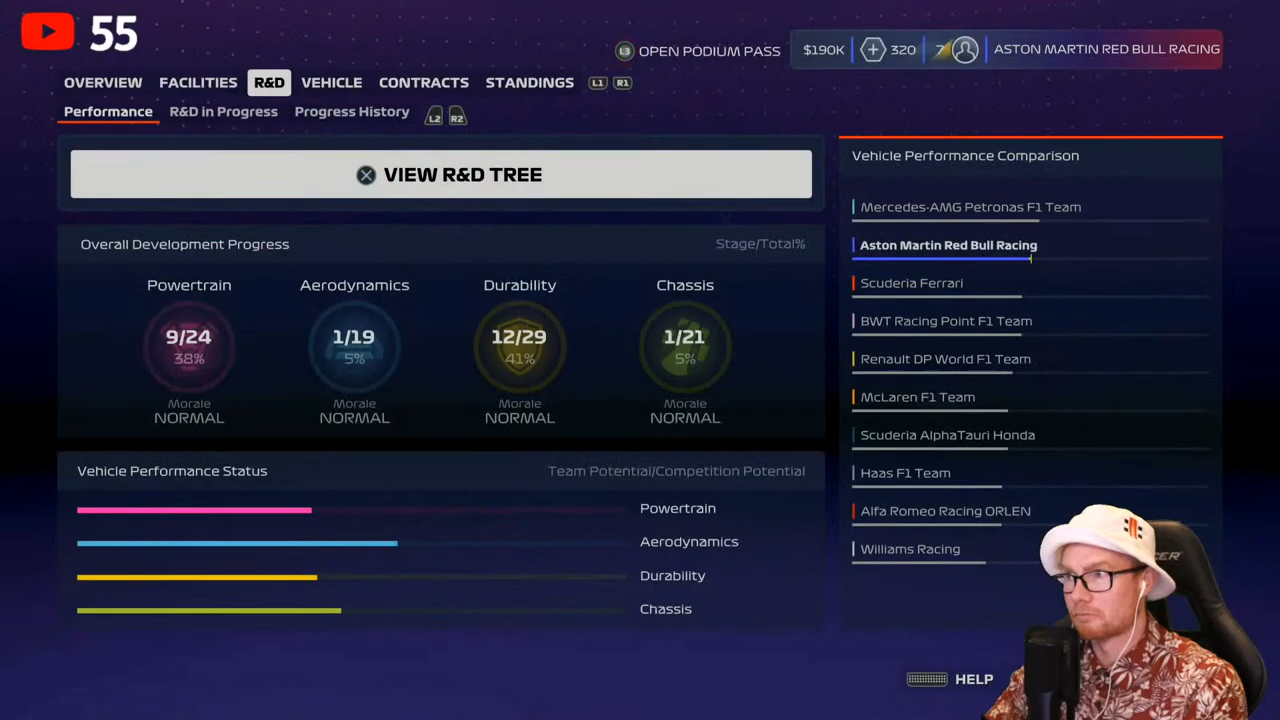 55
L3 OPEN PODIUM PASS
$190K
320
7
ASTON MARTIN RED BULL RACING
OVERVIEW FACILITIES R&D VEHICLE CONTRACTS STANDINGS L1 R1
Performance R&D in Progress Progress History L2 R2
VIEW R&D TREE
Overall Development Progress Stage/Total%
Powertrain Aerodynamics Durability Chassis
9/24 1/19 12/29 1/21
38% 5% 41% 5%
Morale Morale Morale Morale
NORMAL NORMAL NORMAL NORMAL
Vehicle Performance Status Team Potential/Competition Potential
Powertrain
Aerodynamics
Durability
Chassis
Vehicle Performance Comparison
Mercedes-AMG Petronas F1 Team
Aston Martin Red Bull Racing
Scuderia Ferrari
BWT Racing Point F1 Team
Renault DP World F1 Team
McLaren F1 Team
Scuderia AlphaTauri Honda
Haas F1 Team
Alfa Romeo Racing ORLEN
Williams Racing
HELP